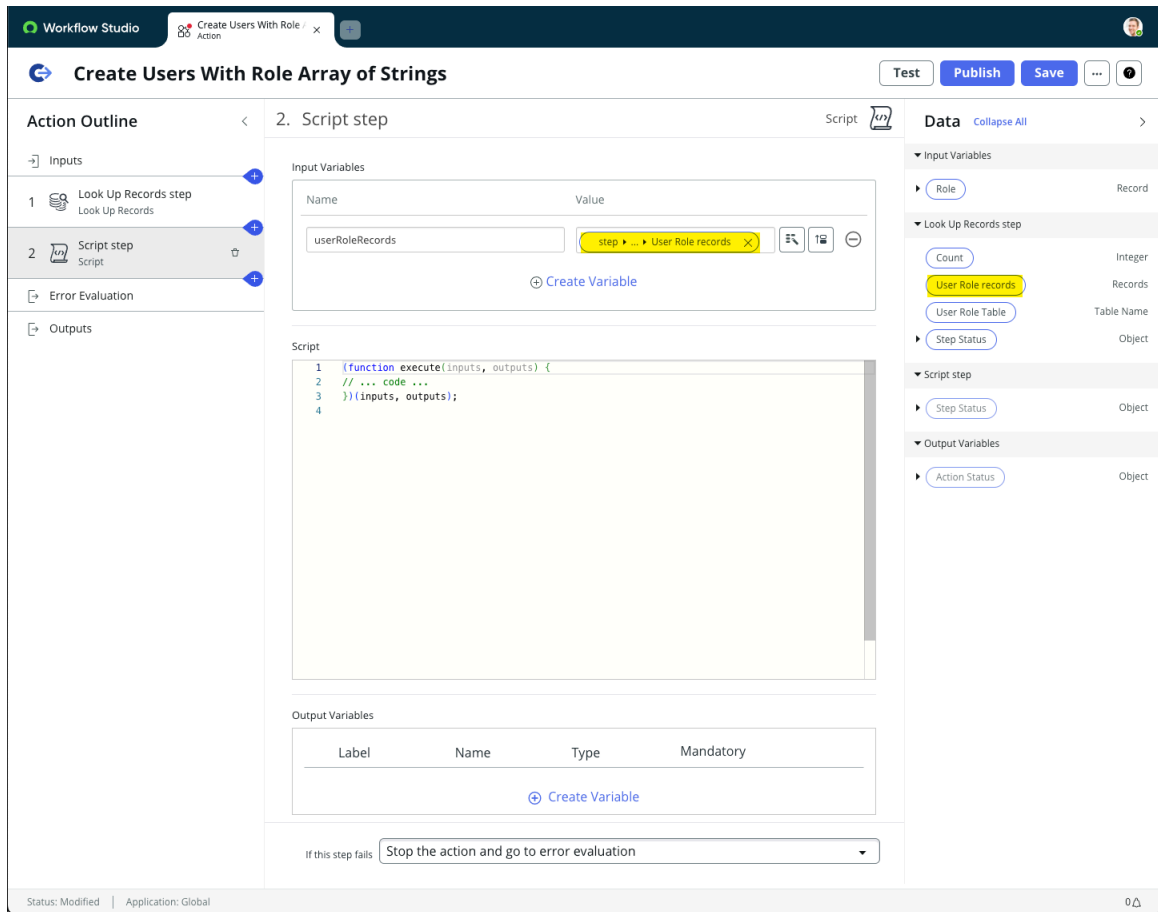 Workflow Studio
Create Users With Role
Action
Create Users With Role Array of Strings
Test
Publish
Save
Action Outline
Inputs
1
Look Up Records step
Look Up Records
2
Script step
Script
Error Evaluation
Outputs
2. Script step
Script
Input Variables
Name Value
userRoleRecords
step ▸ ... ▸ User Role records
Create Variable
Script
1 (function execute(inputs, outputs) {
2 // ... code ...
3 })(inputs, outputs);
4
Output Variables
Label Name Type Mandatory
Create Variable
If this step fails
Stop the action and go to error evaluation
Data Collapse All
Input Variables
Role Record
Look Up Records step
Count Integer
User Role records Records
User Role Table Table Name
Step Status Object
Script step
Step Status Object
Output Variables
Action Status Object
Status: Modified | Application: Global
0